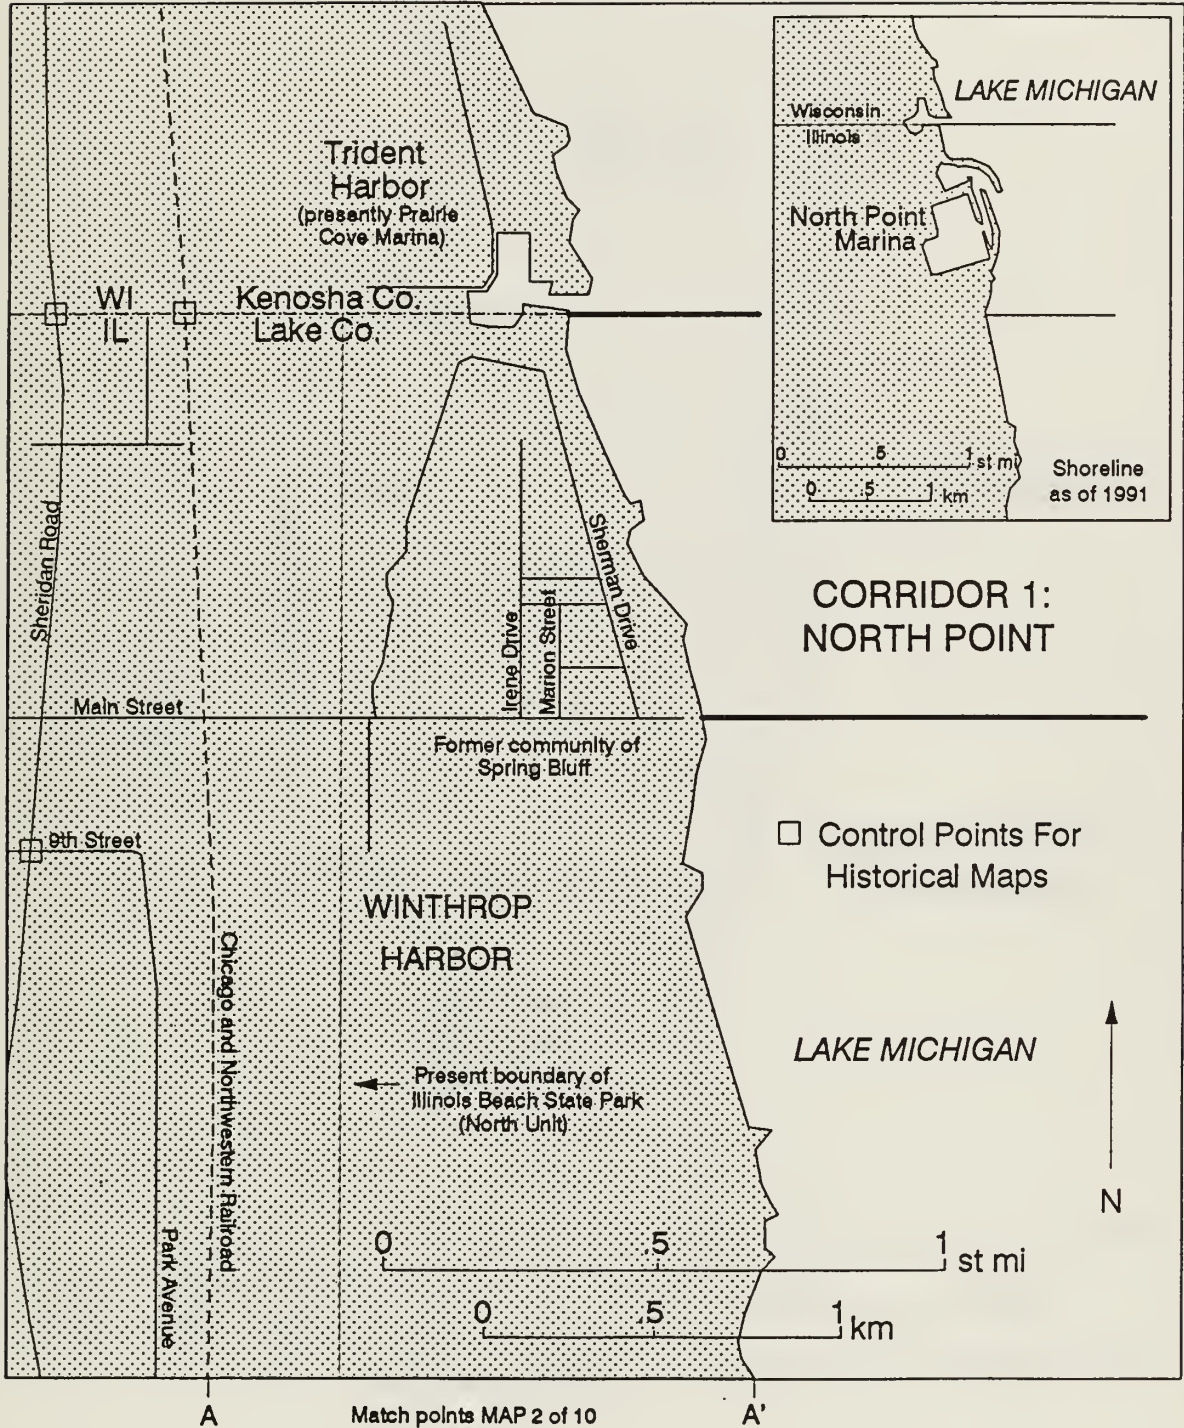 LAKE MICHIGAN
Wisconsin
Illinois
North Point
Marina
0 .5 1 st mi
0 .5 1 km
Shoreline
as of 1991
Trident
Harbor
(presently Prairie
Cove Marina)
WI
IL
Kenosha Co.
Lake Co.
Sheridan Road
Sherman Drive
Irene Drive
Marion Street
CORRIDOR 1:
NORTH POINT
Main Street
Former community of
Spring Bluff
9th Street
Control Points For
Historical Maps
WINTHROP
HARBOR
Chicago and Northwestern Railroad
LAKE MICHIGAN
Present boundary of
Illinois Beach State Park
(North Unit)
N
Park Avenue
0 .5 1 st mi
0 .5 1 km
A
Match points MAP 2 of 10
A'